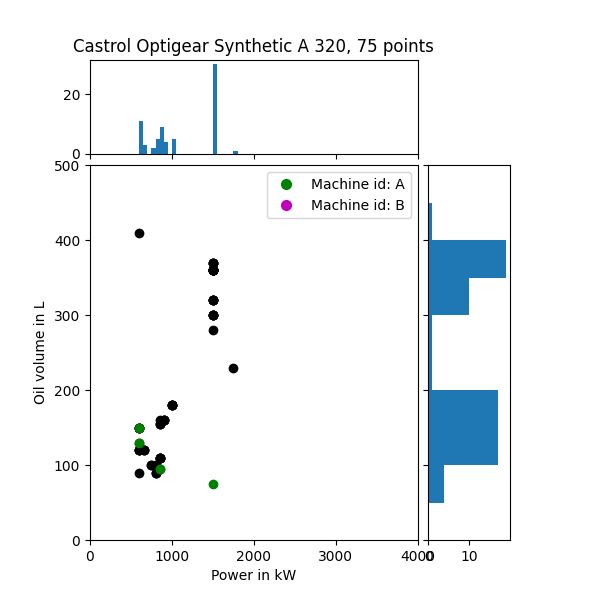 Castrol Optigear Synthetic A 320, 75 points
20
0
500
400
300
200
100
0
Oil volume in L
Machine id: A
Machine id: B
0 1000 2000 3000 4000
0 10
Power in kW